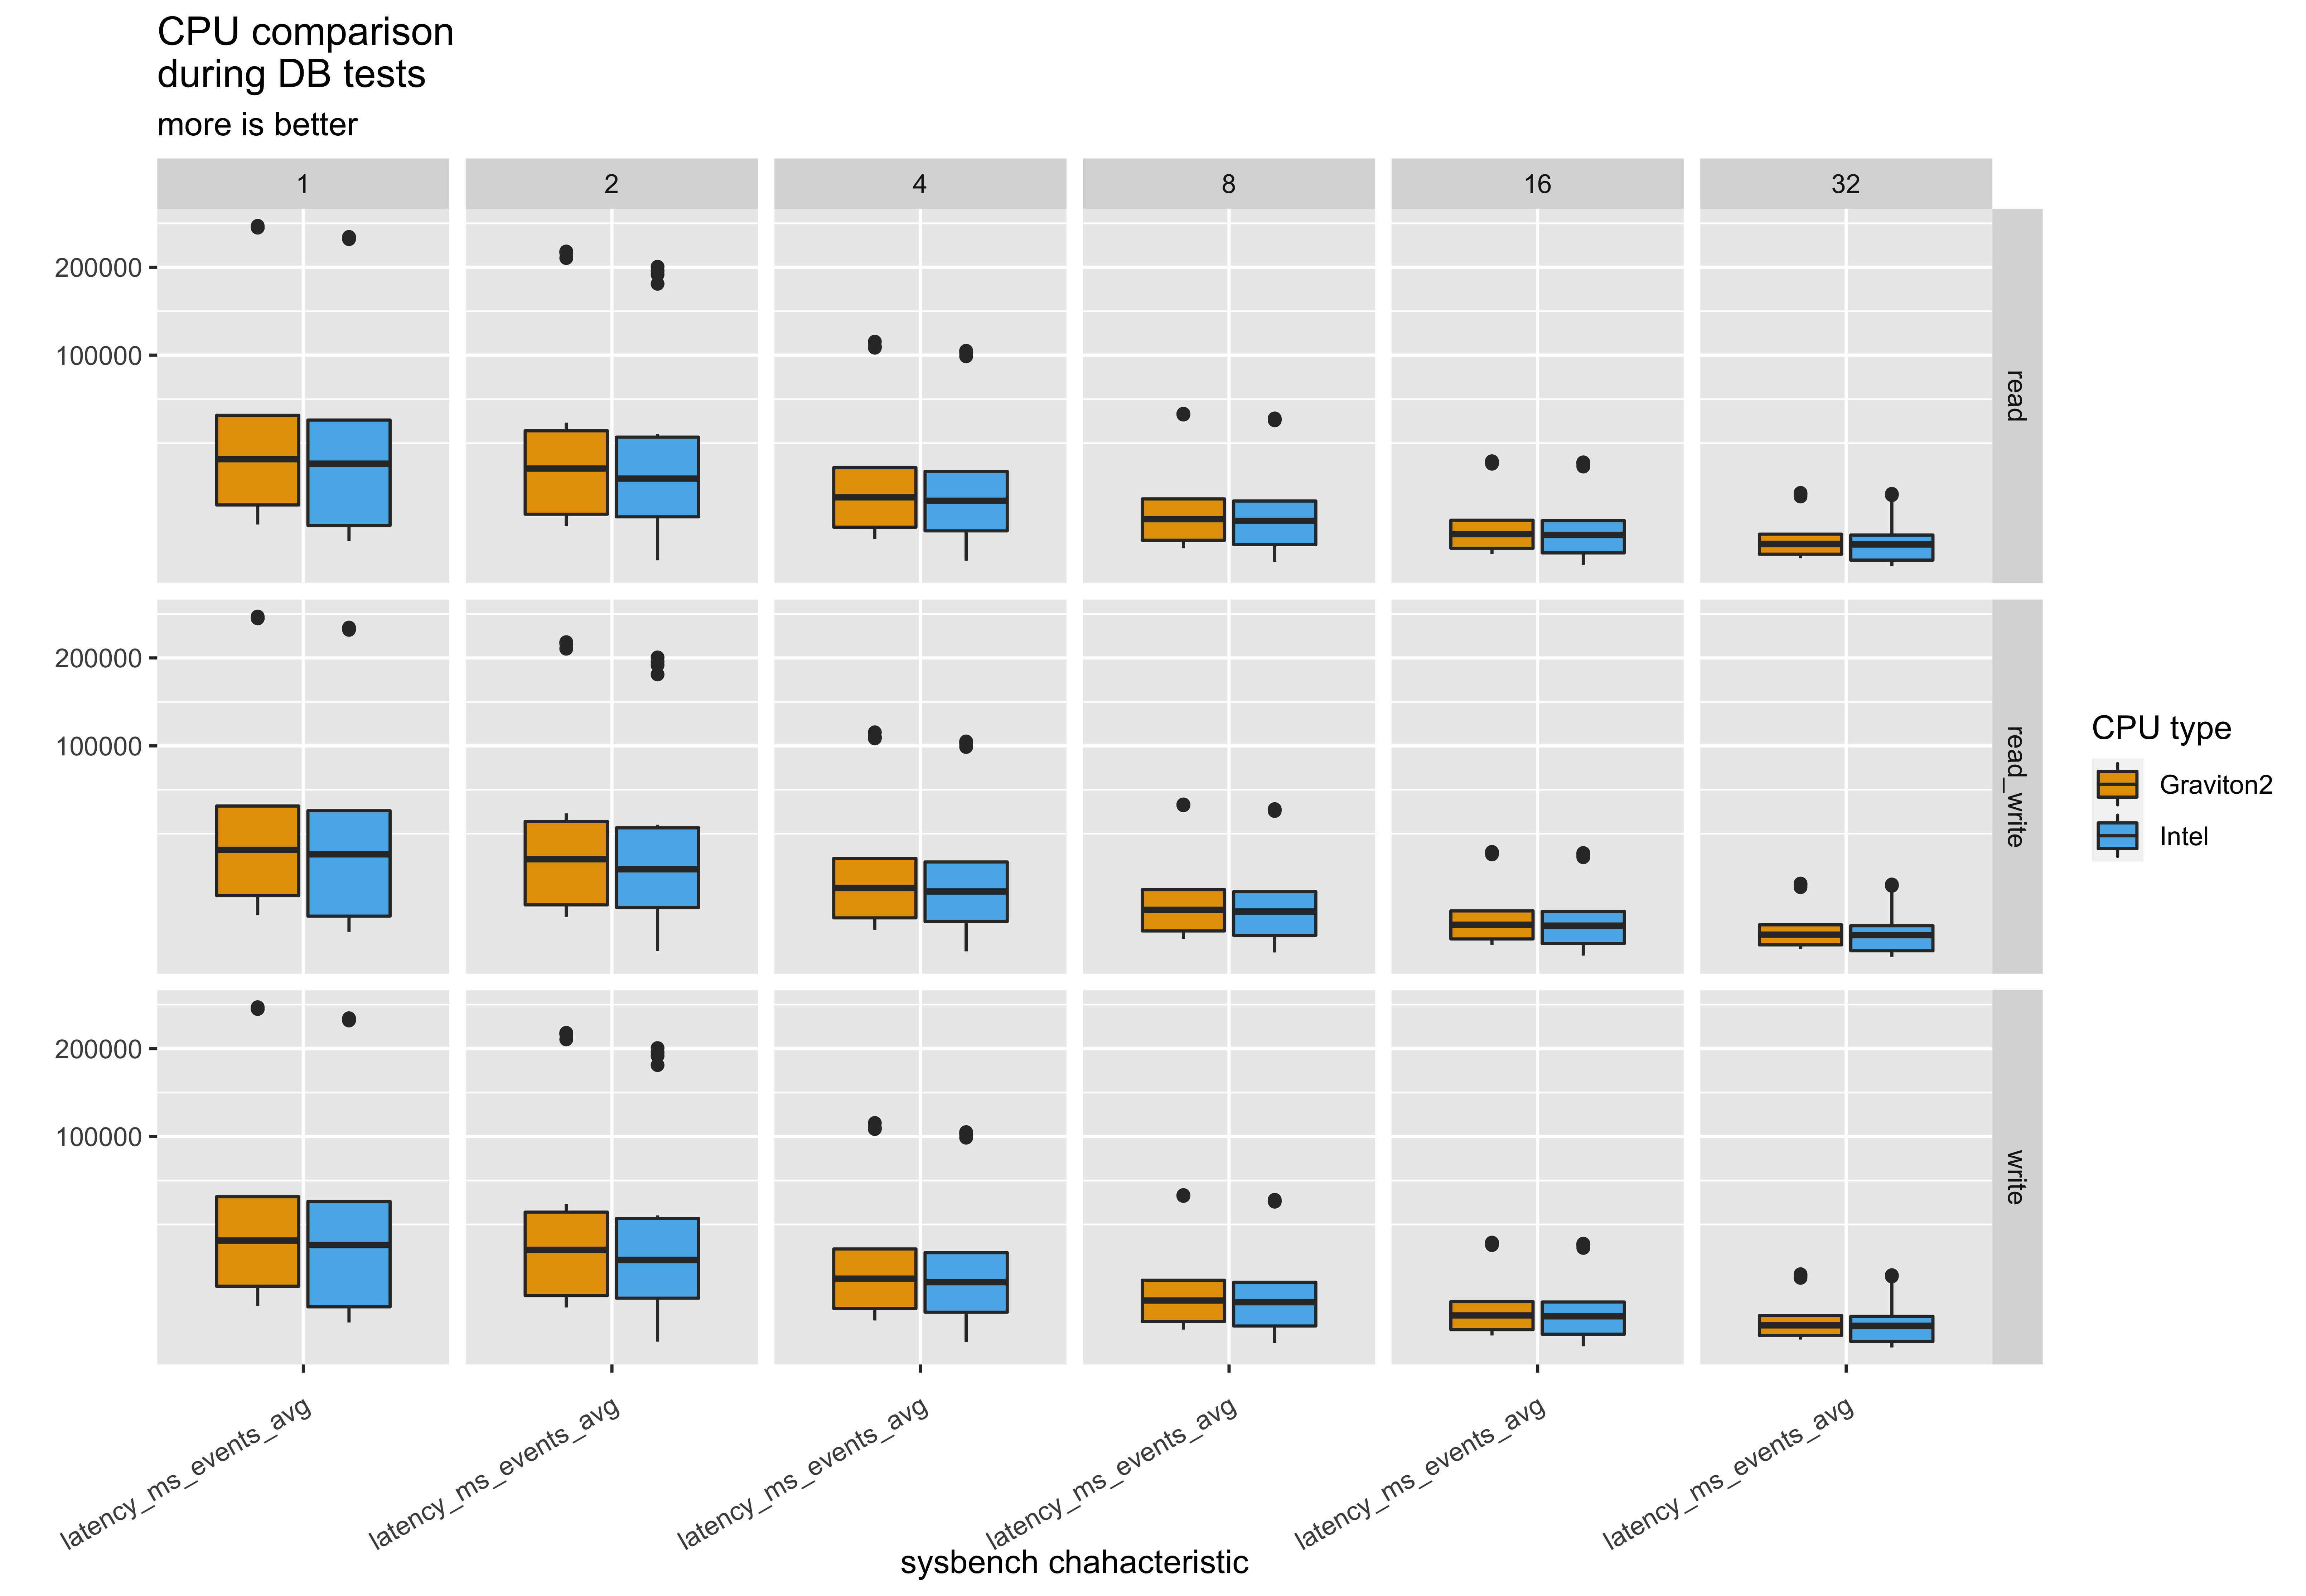 CPU comparison
during DB tests
more is better
1 2 4 8 16 32
200000
100000
read
200000
100000
read_write
200000
100000
write
CPU type
Graviton2
Intel
latency_ms_events_avg latency_ms_events_avg latency_ms_events_avg latency_ms_events_avg latency_ms_events_avg latency_ms_events_avg
sysbench chahacteristic